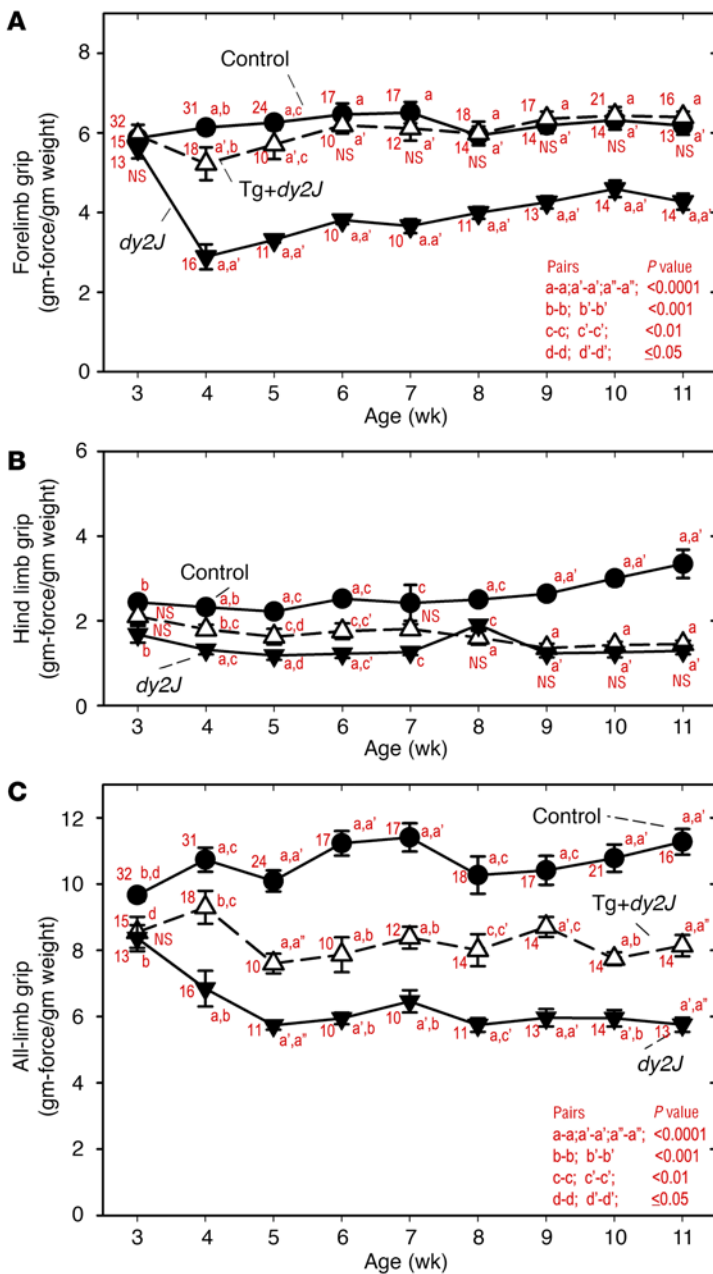 A
Forelimb grip
(gm-force/gm weight)
8
6
4
2
0
Control
32
31 a,b
24 a,c
17 a
17 a
18 a
17 a
21 a
16 a
15
18 a',b
10 a',c
10 a'
NS
12 a'
NS
14 a'
NS
14 a'
NS
14 a'
NS
13 a'
NS
13
NS
Tg+dy2J
dy2J
16 a,a'
11 a,a'
10 a,a'
10 a.a'
11 a,a'
13 a,a'
14 a,a'
14 a,a'
Pairs P value
a-a;a'-a';a"-a"; <0.0001
b-b; b'-b' <0.001
c-c; c'-c'; <0.01
d-d; d'-d'; ≤0.05
3 4 5 6 7 8 9 10 11
Age (wk)
B
Hind limb grip
(gm-force/gm weight)
6
4
2
0
Control
b
a,b
a,c
a,c
c
a,c
a,a'
a,a'
a,a'
NS
b,c
c,d
c,c'
NS
c
a
a
a
NS
b
a,c
a,d
a,c'
c
a
NS
a'
NS
a'
NS
a'
NS
dy2J
3 4 5 6 7 8 9 10 11
Age (wk)
C
All-limb grip
(gm-force/gm weight)
12
10
8
6
4
2
0
Control
32 b,d
31 a,c
24 a,a'
17 a,a'
17 a,a'
18 a,c
17 a,c
21 a,a'
16 a,a'
Tg+dy2J
15 d
NS
18 b,c
10 a,a"
10 a,b
12 a,b
14 c,c'
14 a',c
14 a,b
14 a,a"
13 b
16 a,b
11 a',a"
10 a',b
10 a',b
11 a,c'
13 a,a'
14 a',b
13 a',a"
dy2J
Pairs P value
a-a;a'-a';a"-a"; <0.0001
b-b; b'-b' <0.001
c-c; c'-c'; <0.01
d-d; d'-d'; ≤0.05
3 4 5 6 7 8 9 10 11
Age (wk)